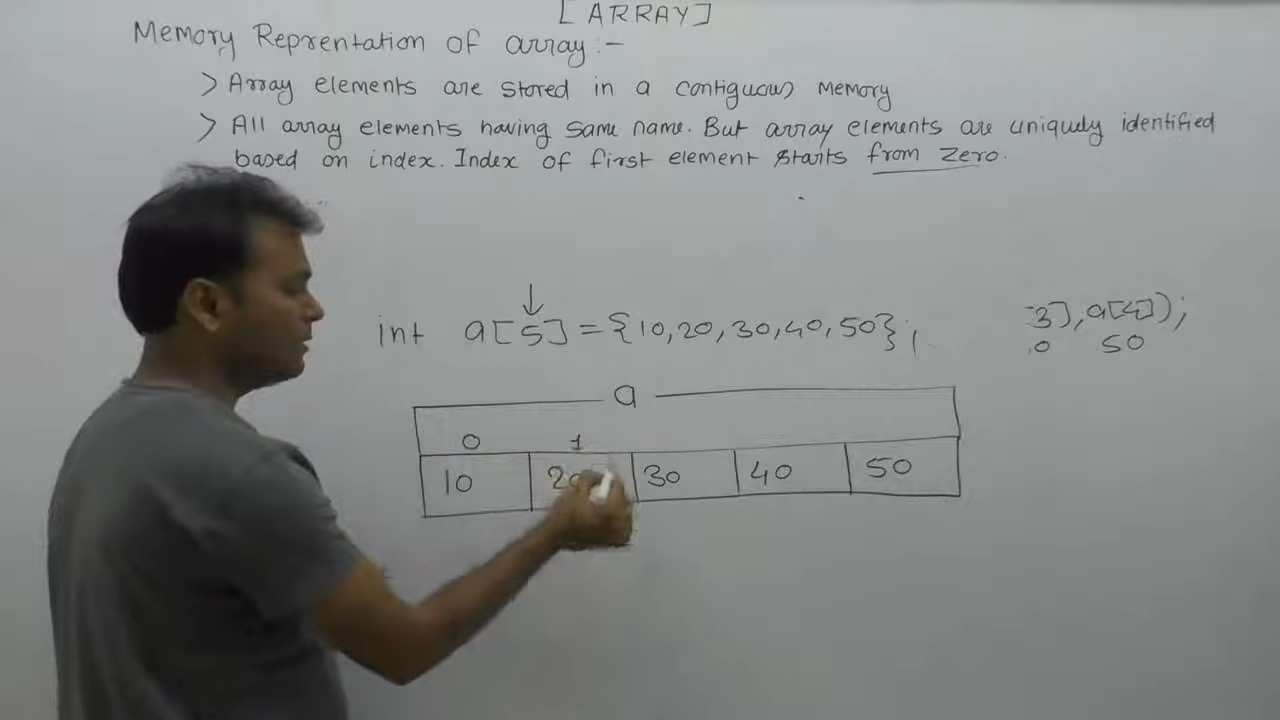 [ARRAY]
Memory Reprentation of array:-
> Array elements are stored in a contiguous Memory
> All array elements having same name. But array elements are uniquely identified
based on index. Index of first element starts from Zero.
int a[5]={10,20,30,40,50};
3],a[4]);
0 50
a
0 1
10 20 30 40 50